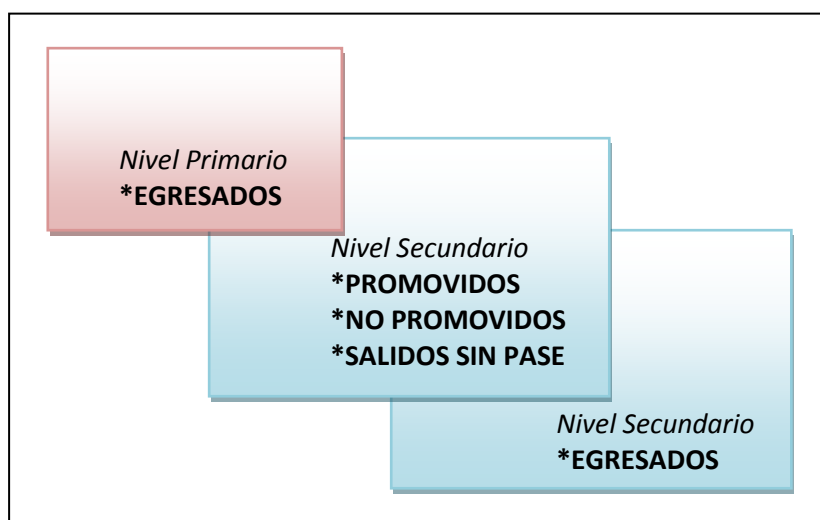 Nivel Primario
*EGRESADOS
Nivel Secundario
*PROMOVIDOS
*NO PROMOVIDOS
*SALIDOS SIN PASE
Nivel Secundario
*EGRESADOS